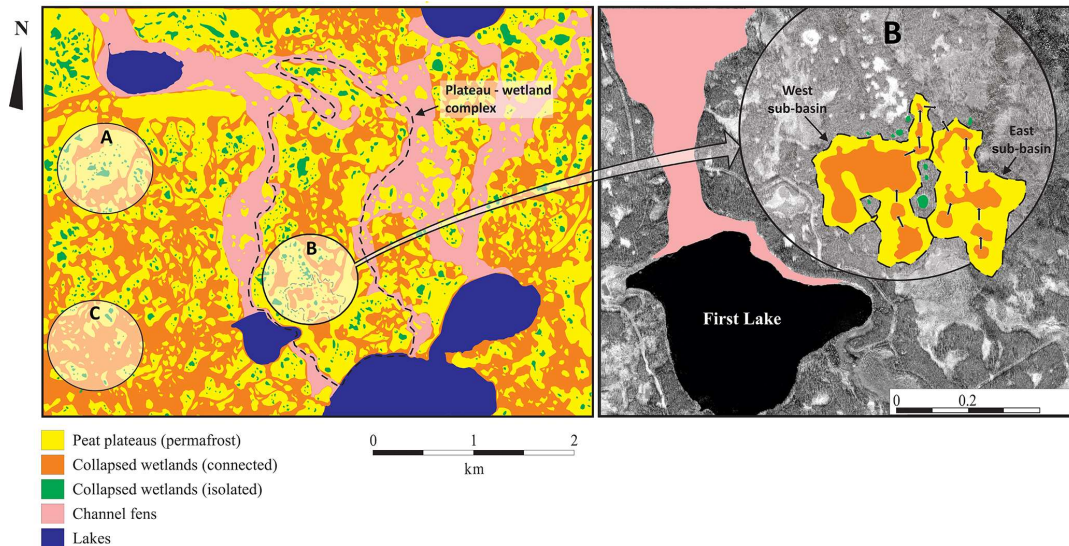 N
A
B
C
Plateau - wetland
complex
B
West
sub-basin
East
sub-basin
First Lake
0 0.2
Peat plateaus (permafrost)
Collapsed wetlands (connected)
Collapsed wetlands (isolated)
Channel fens
Lakes
0 1 2
km